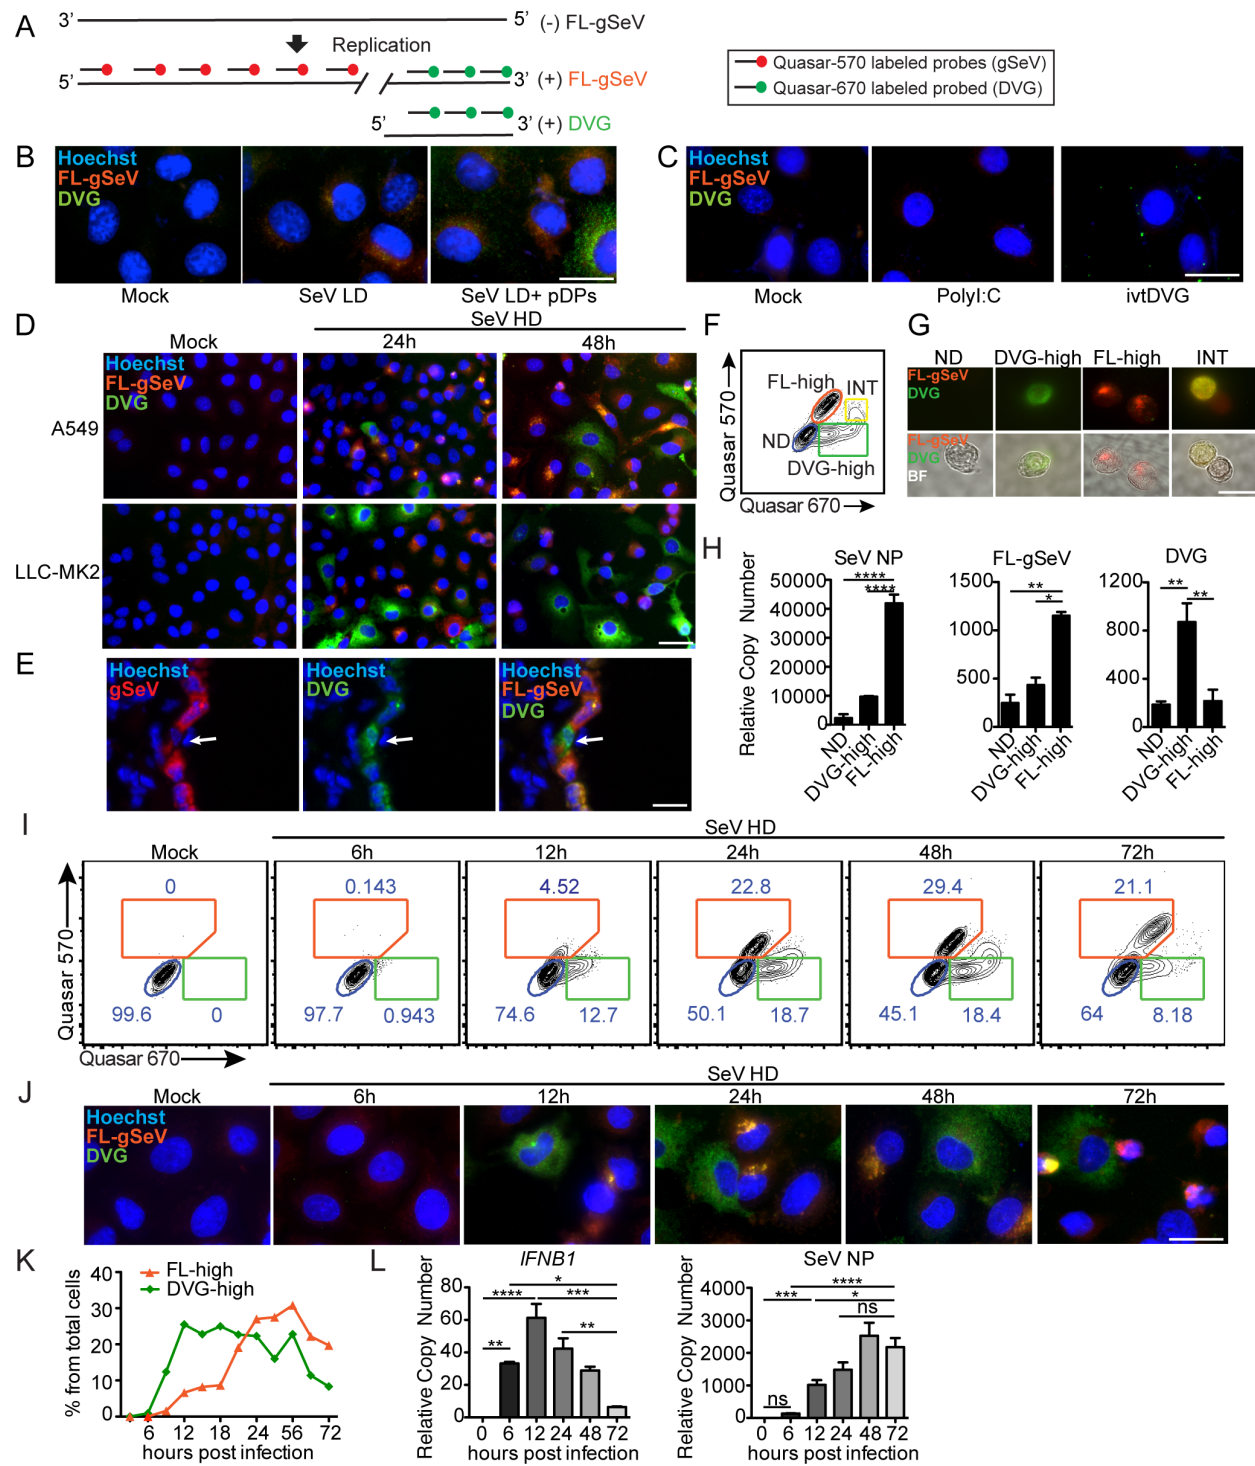 A
3' 5' (-) FL-gSeV
Replication
5' 3' (+) FL-gSeV
5' 3' (+) DVG
Quasar-570 labeled probes (gSeV)
Quasar-670 labeled probed (DVG)
B
Hoechst
FL-gSeV
DVG
Mock SeV LD SeV LD+ pDPs
C
Hoechst
FL-gSeV
DVG
Mock PolyI:C ivtDVG
D
SeV HD
Mock 24h 48h
Hoechst
FL-gSeV
DVG
A549
LLC-MK2
E
Hoechst
gSeV
Hoechst
DVG
Hoechst
FL-gSeV
DVG
F
Quasar 570
FL-high INT
ND
DVG-high
Quasar 670
G
ND DVG-high FL-high INT
FL-gSeV
DVG
FL-gSeV
DVG
BF
H
Relative Copy Number
SeV NP
50000
40000
30000
20000
10000
0
****
****
ND
DVG-high
FL-high
FL-gSeV
1500
1000
500
0
**
*
ND
DVG-high
FL-high
DVG
1200
800
400
0
**
**
ND
DVG-high
FL-high
I
SeV HD
Mock 6h 12h 24h 48h 72h
0 0.143 4.52 22.8 29.4 21.1
99.6 0 97.7 0.943 74.6 12.7 50.1 18.7 45.1 18.4 64 8.18
Quasar 570
Quasar 670
J
SeV HD
Mock 6h 12h 24h 48h 72h
Hoechst
FL-gSeV
DVG
K
FL-high
DVG-high
% from total cells
40
30
20
10
0
6 12 18 24 56 72
hours post infection
L
IFNB1
Relative Copy Number
80
60
40
20
0
*
**** ***
**
**
0 6 12 24 48 72
hours post infection
SeV NP
Relative Copy Number
4000
3000
2000
1000
0
****
*** *
ns
ns
0 6 12 24 48 72
hours post infection